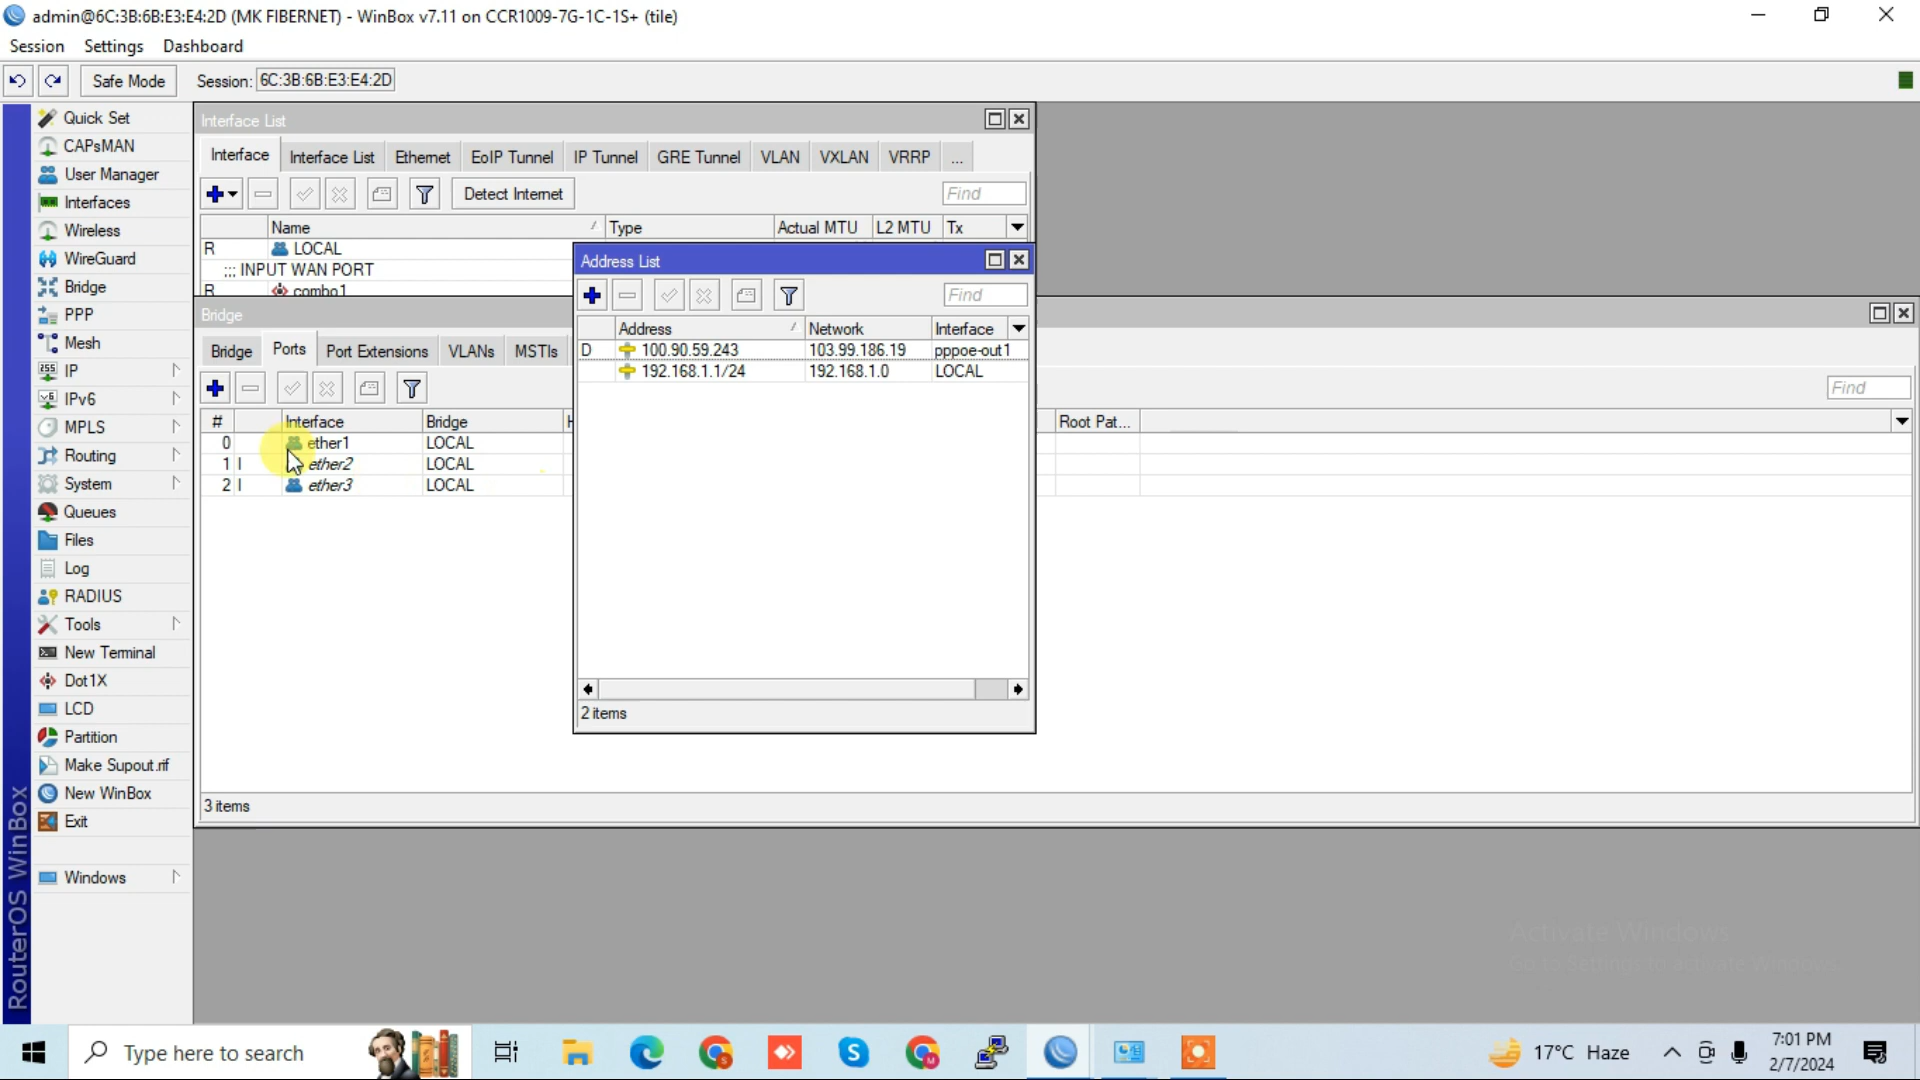 admin@6C:3B:6B:E3:E4:2D (MK FIBERNET) - WinBox v7.11 on CCR1009-7G-1C-1S+ (tile)
Session Settings Dashboard
Safe Mode Session: 6C:3B:6B:E3:E4:2D
Quick Set
CAPsMAN
User Manager
Interfaces
Wireless
WireGuard
Bridge
PPP
Mesh
IP
IPv6
MPLS
Routing
System
Queues
Files
Log
RADIUS
Tools
New Terminal
Dot1X
LCD
Partition
Make Supout.rif
New WinBox
Exit
Windows
RouterOS WinBox
Interface List
Interface Interface List Ethernet EoIP Tunnel IP Tunnel GRE Tunnel VLAN VXLAN VRRP ...
Detect Internet Find
Name Type Actual MTU L2 MTU Tx
R LOCAL
;;; INPUT WAN PORT
R combo1
Bridge
Bridge Ports Port Extensions VLANs MSTIs
Find
# Interface Bridge H Root Pat...
0 ether1 LOCAL
1 I ether2 LOCAL
2 I ether3 LOCAL
3 items
Address List
Find
Address Network Interface
D 100.90.59.243 103.99.186.19 pppoe-out1
192.168.1.1/24 192.168.1.0 LOCAL
2 items
Activate Windows
Go to Settings to activate Windows.
Type here to search
17°C Haze
7:01 PM
2/7/2024